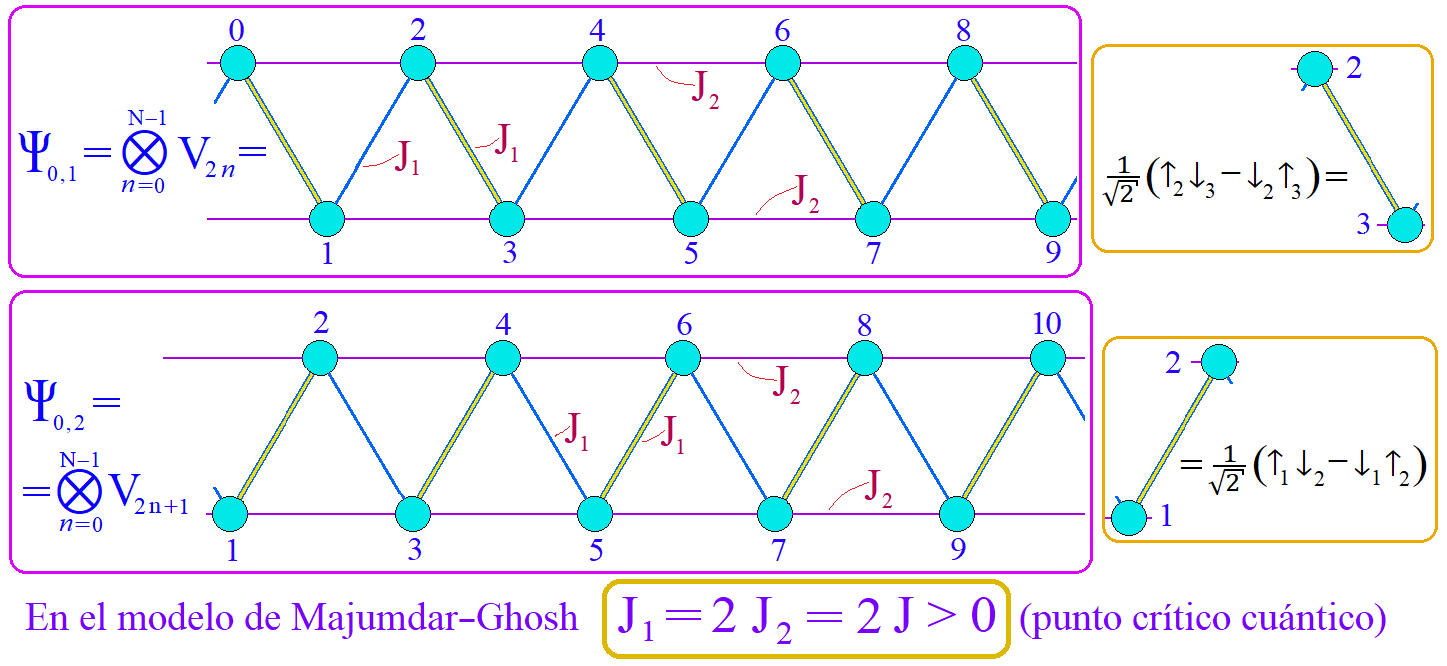 0 2 4 6 8
Ψ₀,₁ = ⊗ₙ₌₀ᴺ⁻¹ V₂ₙ =
J₂
J₁ J₁
J₂
1 3 5 7 9
2
1/√2 (↑₂↓₃ − ↓₂↑₃) =
3
2 4 6 8 10
Ψ₀,₂ =
= ⊗ₙ₌₀ᴺ⁻¹ V₂ₙ₊₁
J₂
J₁ J₁
J₂
1 3 5 7 9
2
= 1/√2 (↑₁↓₂ − ↓₁↑₂)
1
En el modelo de Majumdar–Ghosh J₁ = 2 J₂ = 2 J > 0 (punto crítico cuántico)